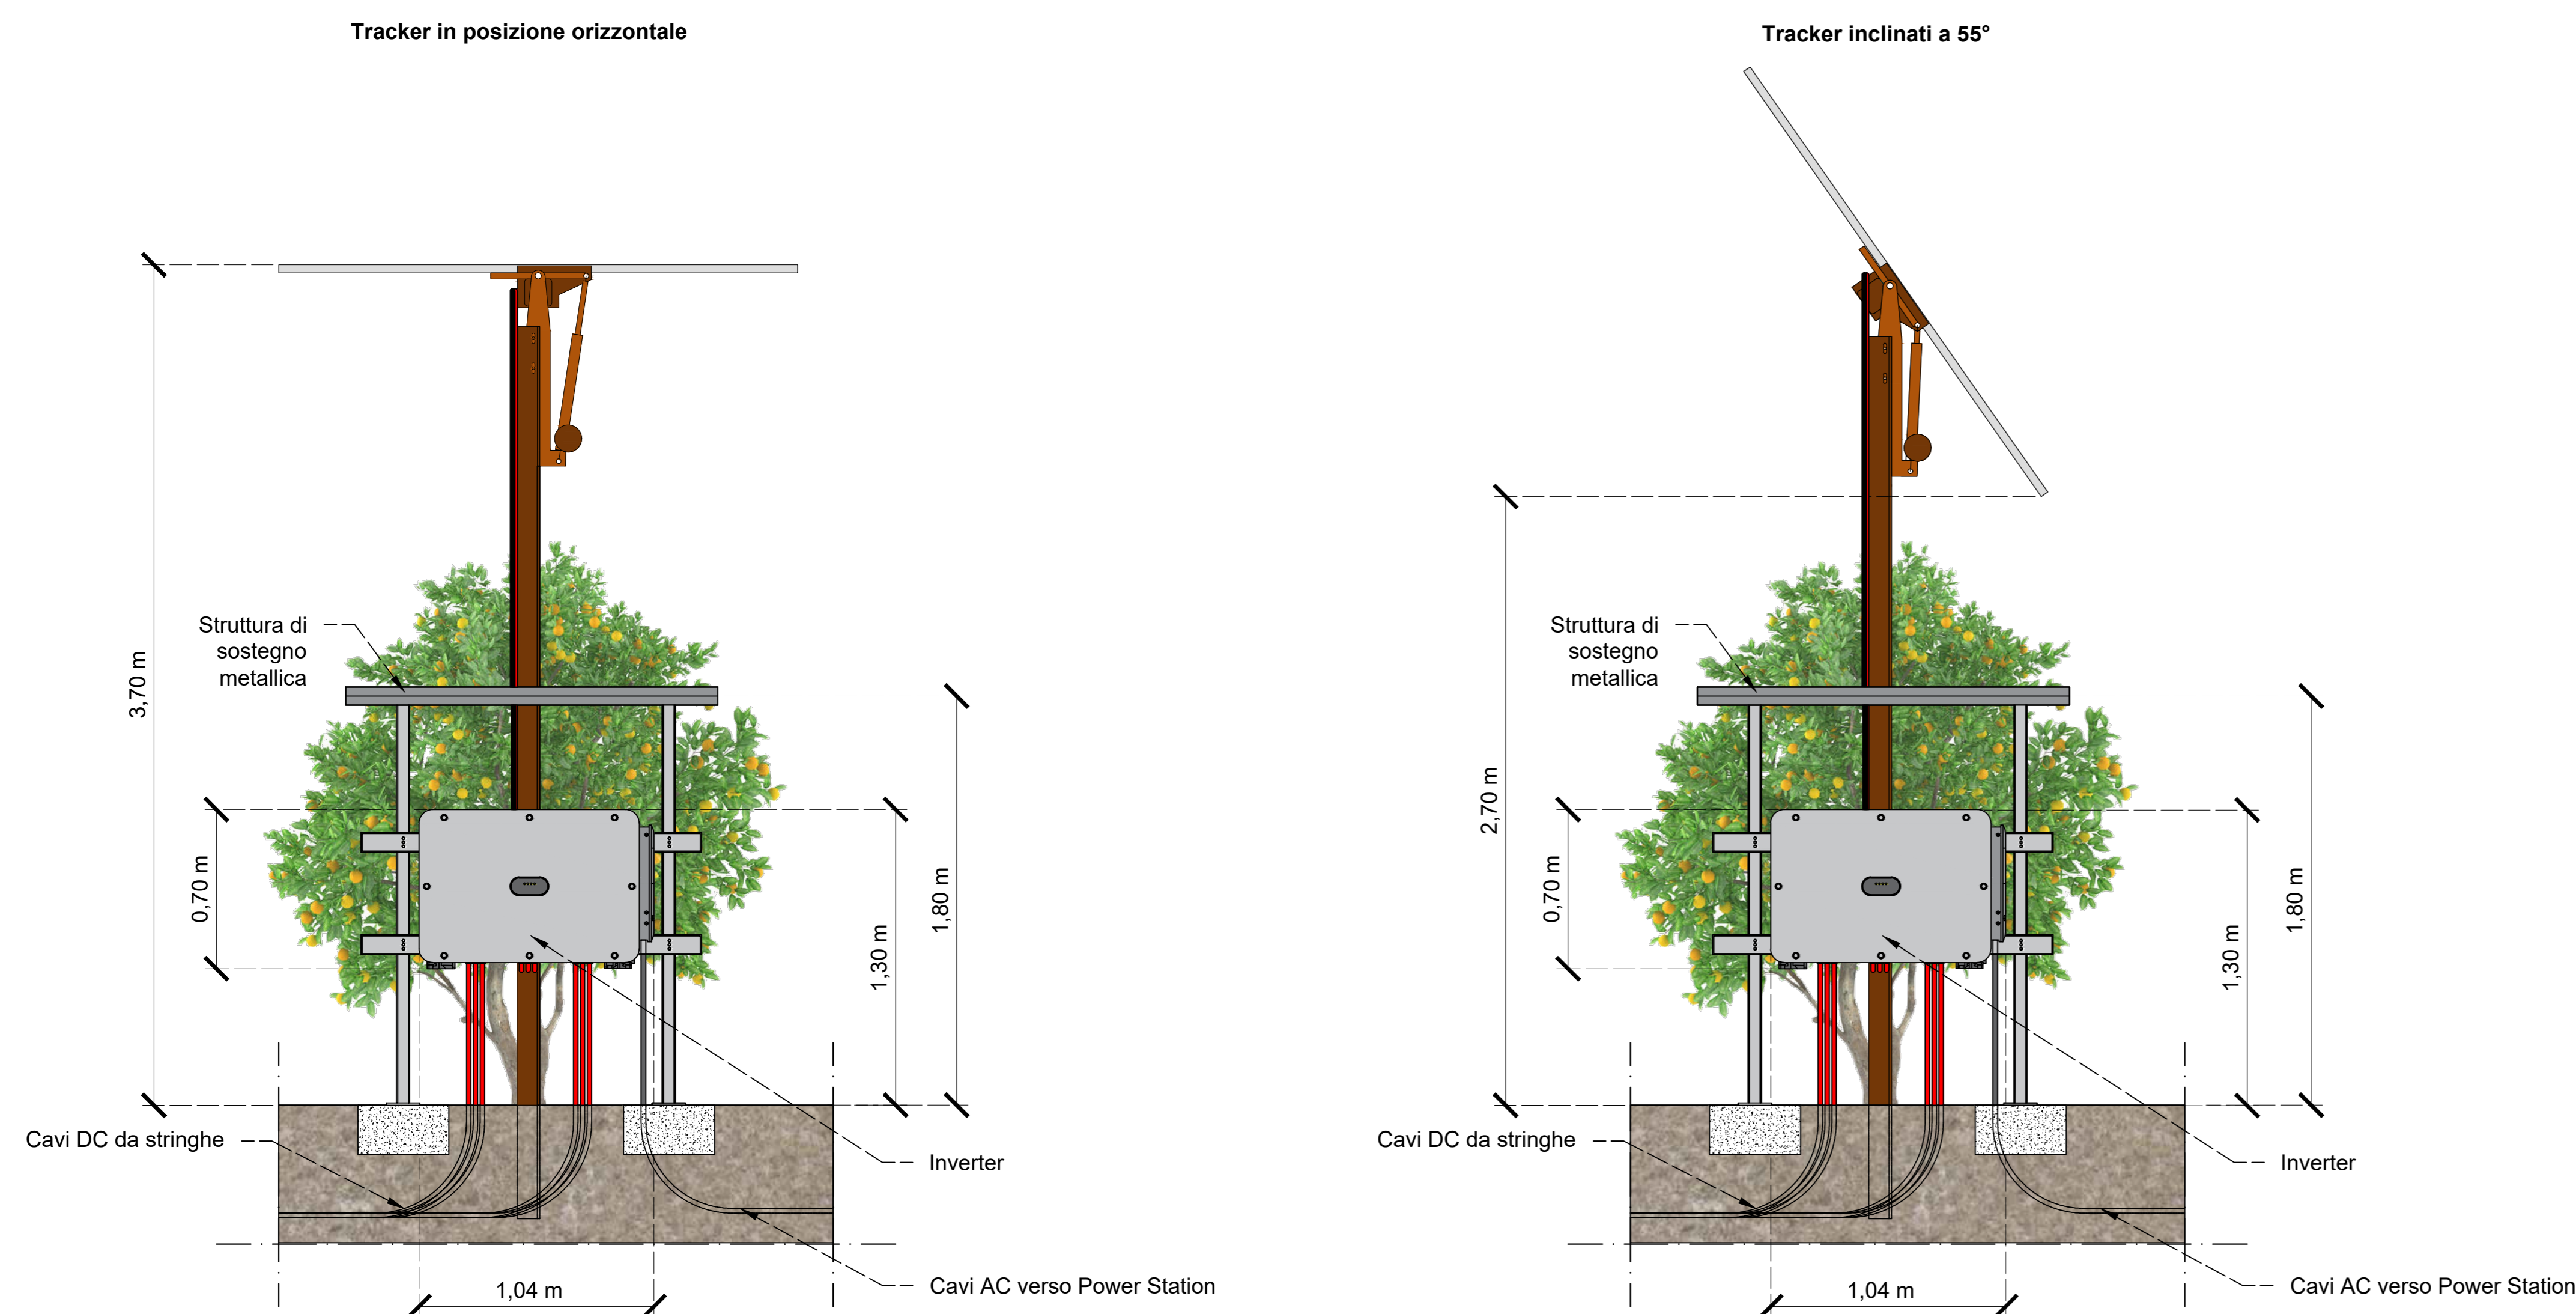 Tracker in posizione orizzontale
3,70 m
Struttura di
sostegno
metallica
0,70 m
1,80 m
1,30 m
Cavi DC da stringhe
Inverter
Cavi AC verso Power Station
1,04 m
Tracker inclinati a 55°
2,70 m
Struttura di
sostegno
metallica
0,70 m
1,80 m
1,30 m
Cavi DC da stringhe
Inverter
Cavi AC verso Power Station
1,04 m